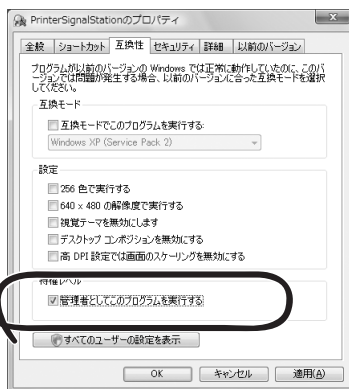 PrinterSignalStationのプロパティ
全般 ショートカット 互換性 セキュリティ 詳細 以前のバージョン
プログラムが以前のバージョンの Windows では正常に動作していたのに、このバ
ージョンでは問題が発生する場合、以前のバージョンに合った互換モードを選択
してください。
互換モード
互換モードでこのプログラムを実行する:
Windows XP (Service Pack 2)
設定
256 色で実行する
640 x 480 の解像度で実行する
視覚テーマを無効にします
デスクトップ コンポジションを無効にする
高 DPI 設定では画面のスケーリングを無効にする
特権レベル
管理者としてこのプログラムを実行する
すべてのユーザーの設定を表示
OK キャンセル 適用(A)